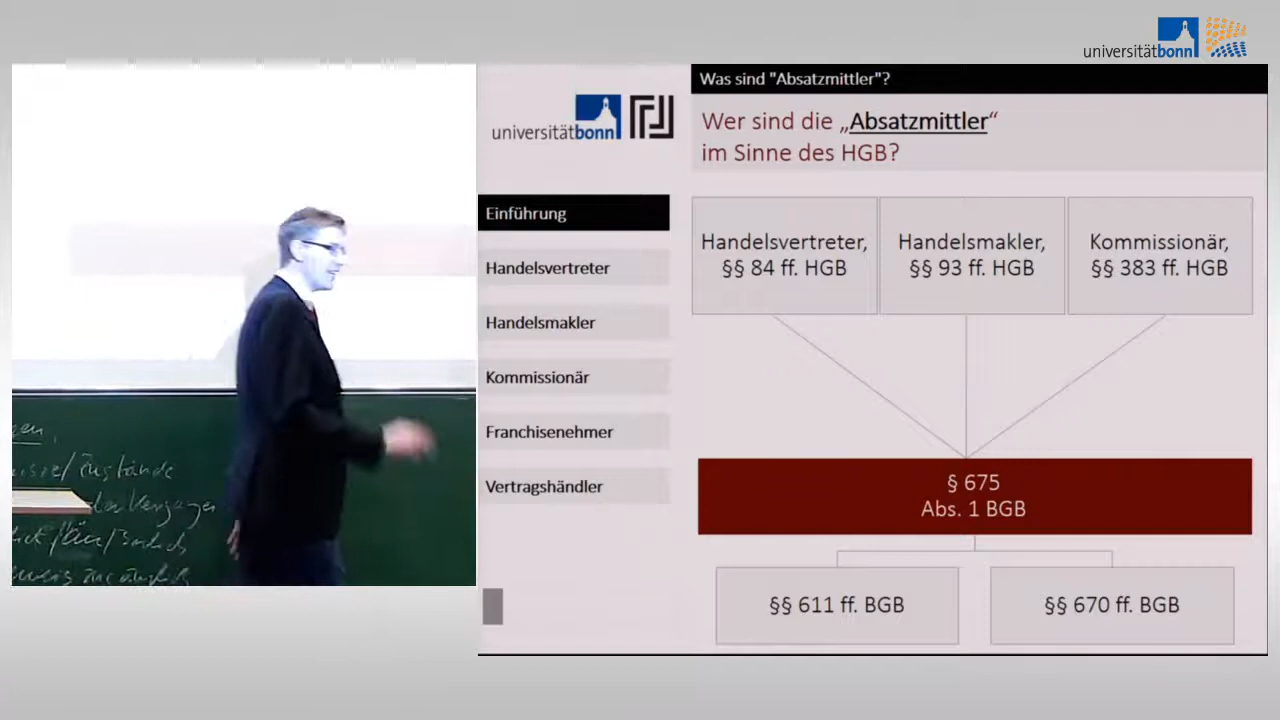 universitätbonn
Was sind "Absatzmittler"?
universitätbonn
Wer sind die „Absatzmittler“
im Sinne des HGB?
Einführung
Handelsvertreter
Handelsmakler
Kommissionär
Franchisenehmer
Vertragshändler
Handelsvertreter,
§§ 84 ff. HGB
Handelsmakler,
§§ 93 ff. HGB
Kommissionär,
§§ 383 ff. HGB
§ 675
Abs. 1 BGB
§§ 611 ff. BGB
§§ 670 ff. BGB
/Zustände